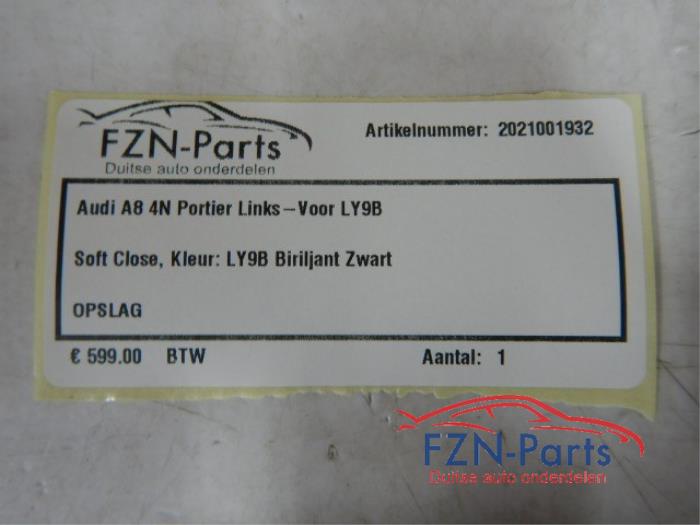 FZN-Parts
Duitse auto onderdelen
Artikelnummer: 2021001932
Audi A8 4N Portier Links-Voor LY9B
Soft Close, Kleur: LY9B Biriljant Zwart
OPSLAG
€ 599.00 BTW Aantal: 1
FZN-Parts
Duitse auto onderdelen